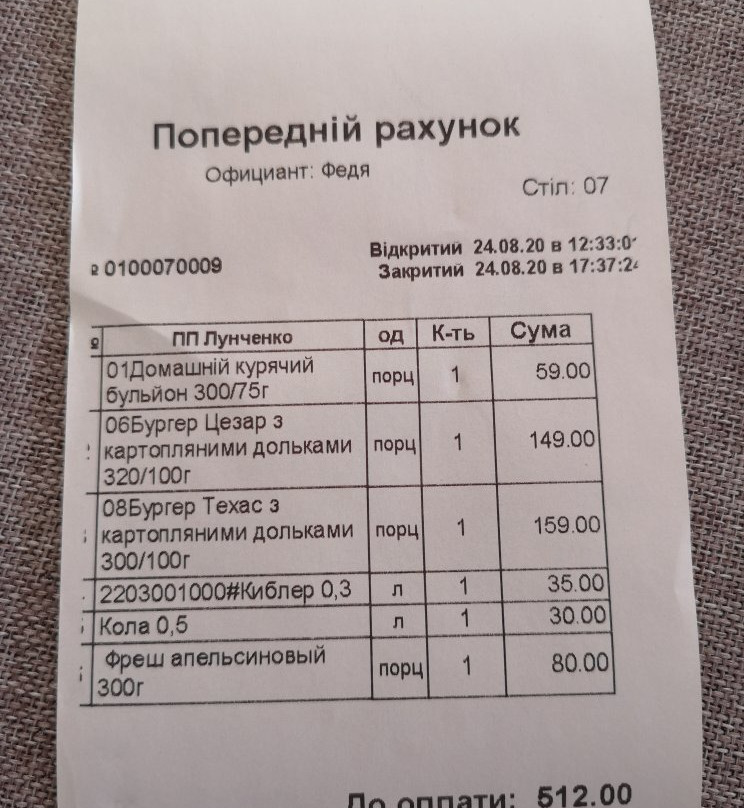 Попередній рахунок
Официант: Федя
Стіл: 07
Відкритий 24.08.20 в 12:33:0
0100070009
Закритий 24.08.20 в 17:37:2
ПП Лунченко од К-ть Сума
01Домашній курячий
бульйон 300/75г порц 1 59.00
06Бургер Цезар з
картопляними дольками порц 1 149.00
320/100г
08Бургер Техас з
картопляними дольками порц 1 159.00
300/100г
2203001000#Киблер 0,3 л 1 35.00
Кола 0,5 л 1 30.00
Фреш апельсиновый
300г порц 1 80.00
До оплати: 512.00